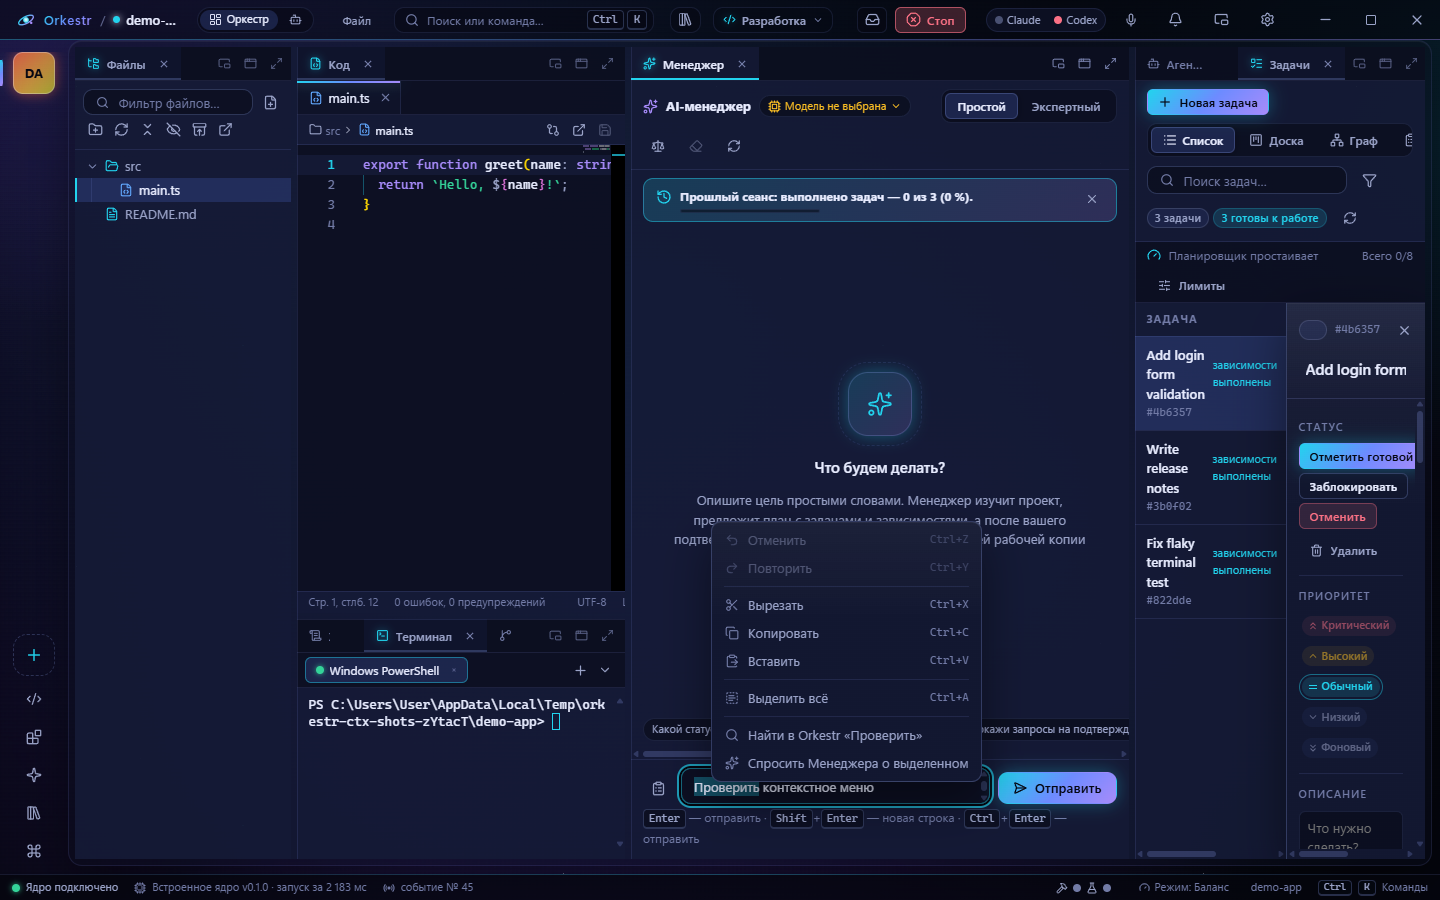 Orkestr / demo-...
Оркестр
Файл
Поиск или команда...
Ctrl K
Разработка
Стоп
Claude
Codex
DA
Файлы
Фильтр файлов...
src
main.ts
README.md
Код
main.ts
src > main.ts
1 export function greet(name: strin
2 return `Hello, ${name}!`;
3 }
4
Стр. 1, стлб. 12
0 ошибок, 0 предупреждений
UTF-8
Терминал
Windows PowerShell
PS C:\Users\User\AppData\Local\Temp\ork
estr-ctx-shots-zYtacT\demo-app>
Менеджер
AI-менеджер
Модель не выбрана
Простой
Экспертный
Прошлый сеанс: выполнено задач — 0 из 3 (0 %).
Что будем делать?
Опишите цель простыми словами. Менеджер изучит проект,
предложит план с задачами и зависимостями, а после вашего
подтве
ей рабочей копии
Отменить Ctrl+Z
Повторить Ctrl+Y
Вырезать Ctrl+X
Копировать Ctrl+C
Вставить Ctrl+V
Выделить всё Ctrl+A
Найти в Orkestr «Проверить»
Спросить Менеджера о выделенном
Какой стату
кажи запросы на подтвержд
Проверить контекстное меню
Отправить
Enter — отправить · Shift + Enter — новая строка · Ctrl + Enter —
отправить
Аген...
Задачи
Новая задача
Список
Доска
Граф
Поиск задач...
3 задачи
3 готовы к работе
Планировщик простаивает
Всего 0/8
Лимиты
ЗАДАЧА
Add login
form
validation
#4b6357
зависимости
выполнены
Write
release
notes
#3b0f02
зависимости
выполнены
Fix flaky
terminal
test
#822dde
зависимости
выполнены
#4b6357
Add login form
СТАТУС
Отметить готовой
Заблокировать
Отменить
Удалить
ПРИОРИТЕТ
Критический
Высокий
Обычный
Низкий
Фоновый
ОПИСАНИЕ
Что нужно
сделать?
Ядро подключено
Встроенное ядро v0.1.0 · запуск за 2 183 мс
событие № 45
Режим: Баланс
demo-app
Ctrl K Команды